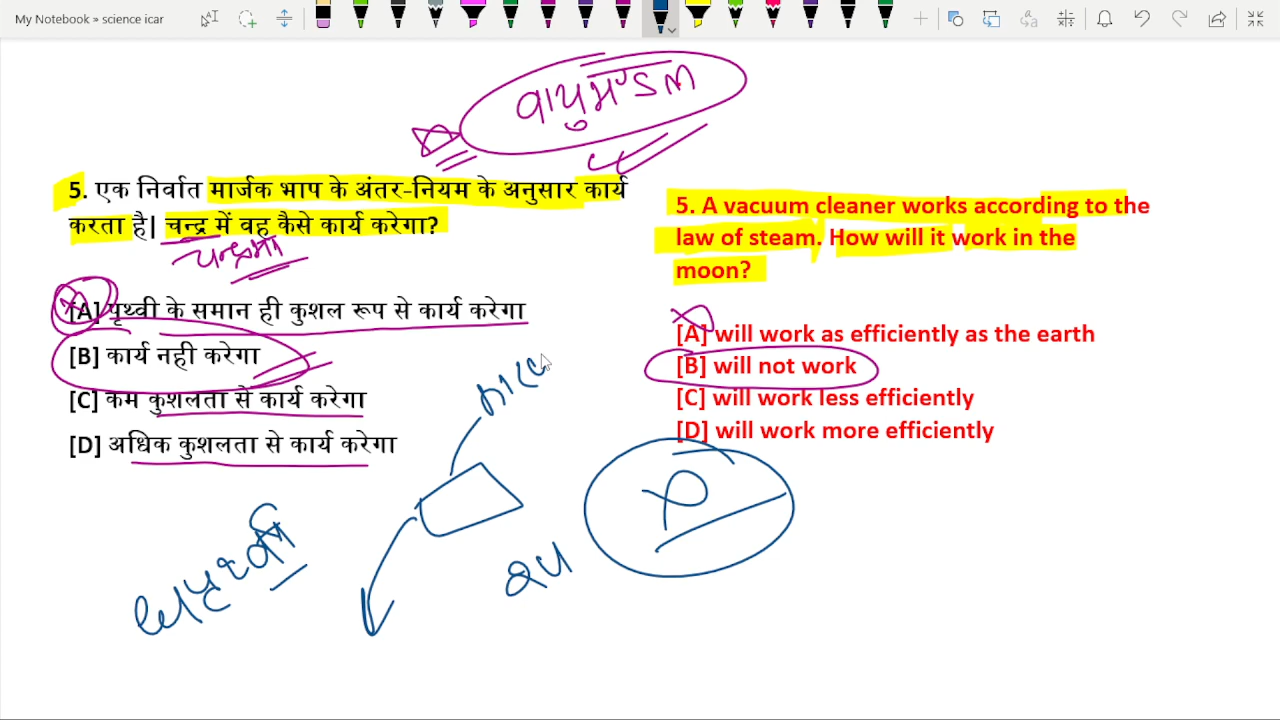 My Notebook » science icar
वायुमण्डल
5. एक निर्वात मार्जक भाप के अंतर-नियम के अनुसार कार्य
करता है| चन्द्र में वह कैसे कार्य करेगा?
चन्द्रमा
[A] पृथ्वी के समान ही कुशल रूप से कार्य करेगा
[B] कार्य नही करेगा
[C] कम कुशलता से कार्य करेगा
[D] अधिक कुशलता से कार्य करेगा
5. A vacuum cleaner works according to the
law of steam. How will it work in the
moon?
[A] will work as efficiently as the earth
[B] will not work
[C] will work less efficiently
[D] will work more efficiently